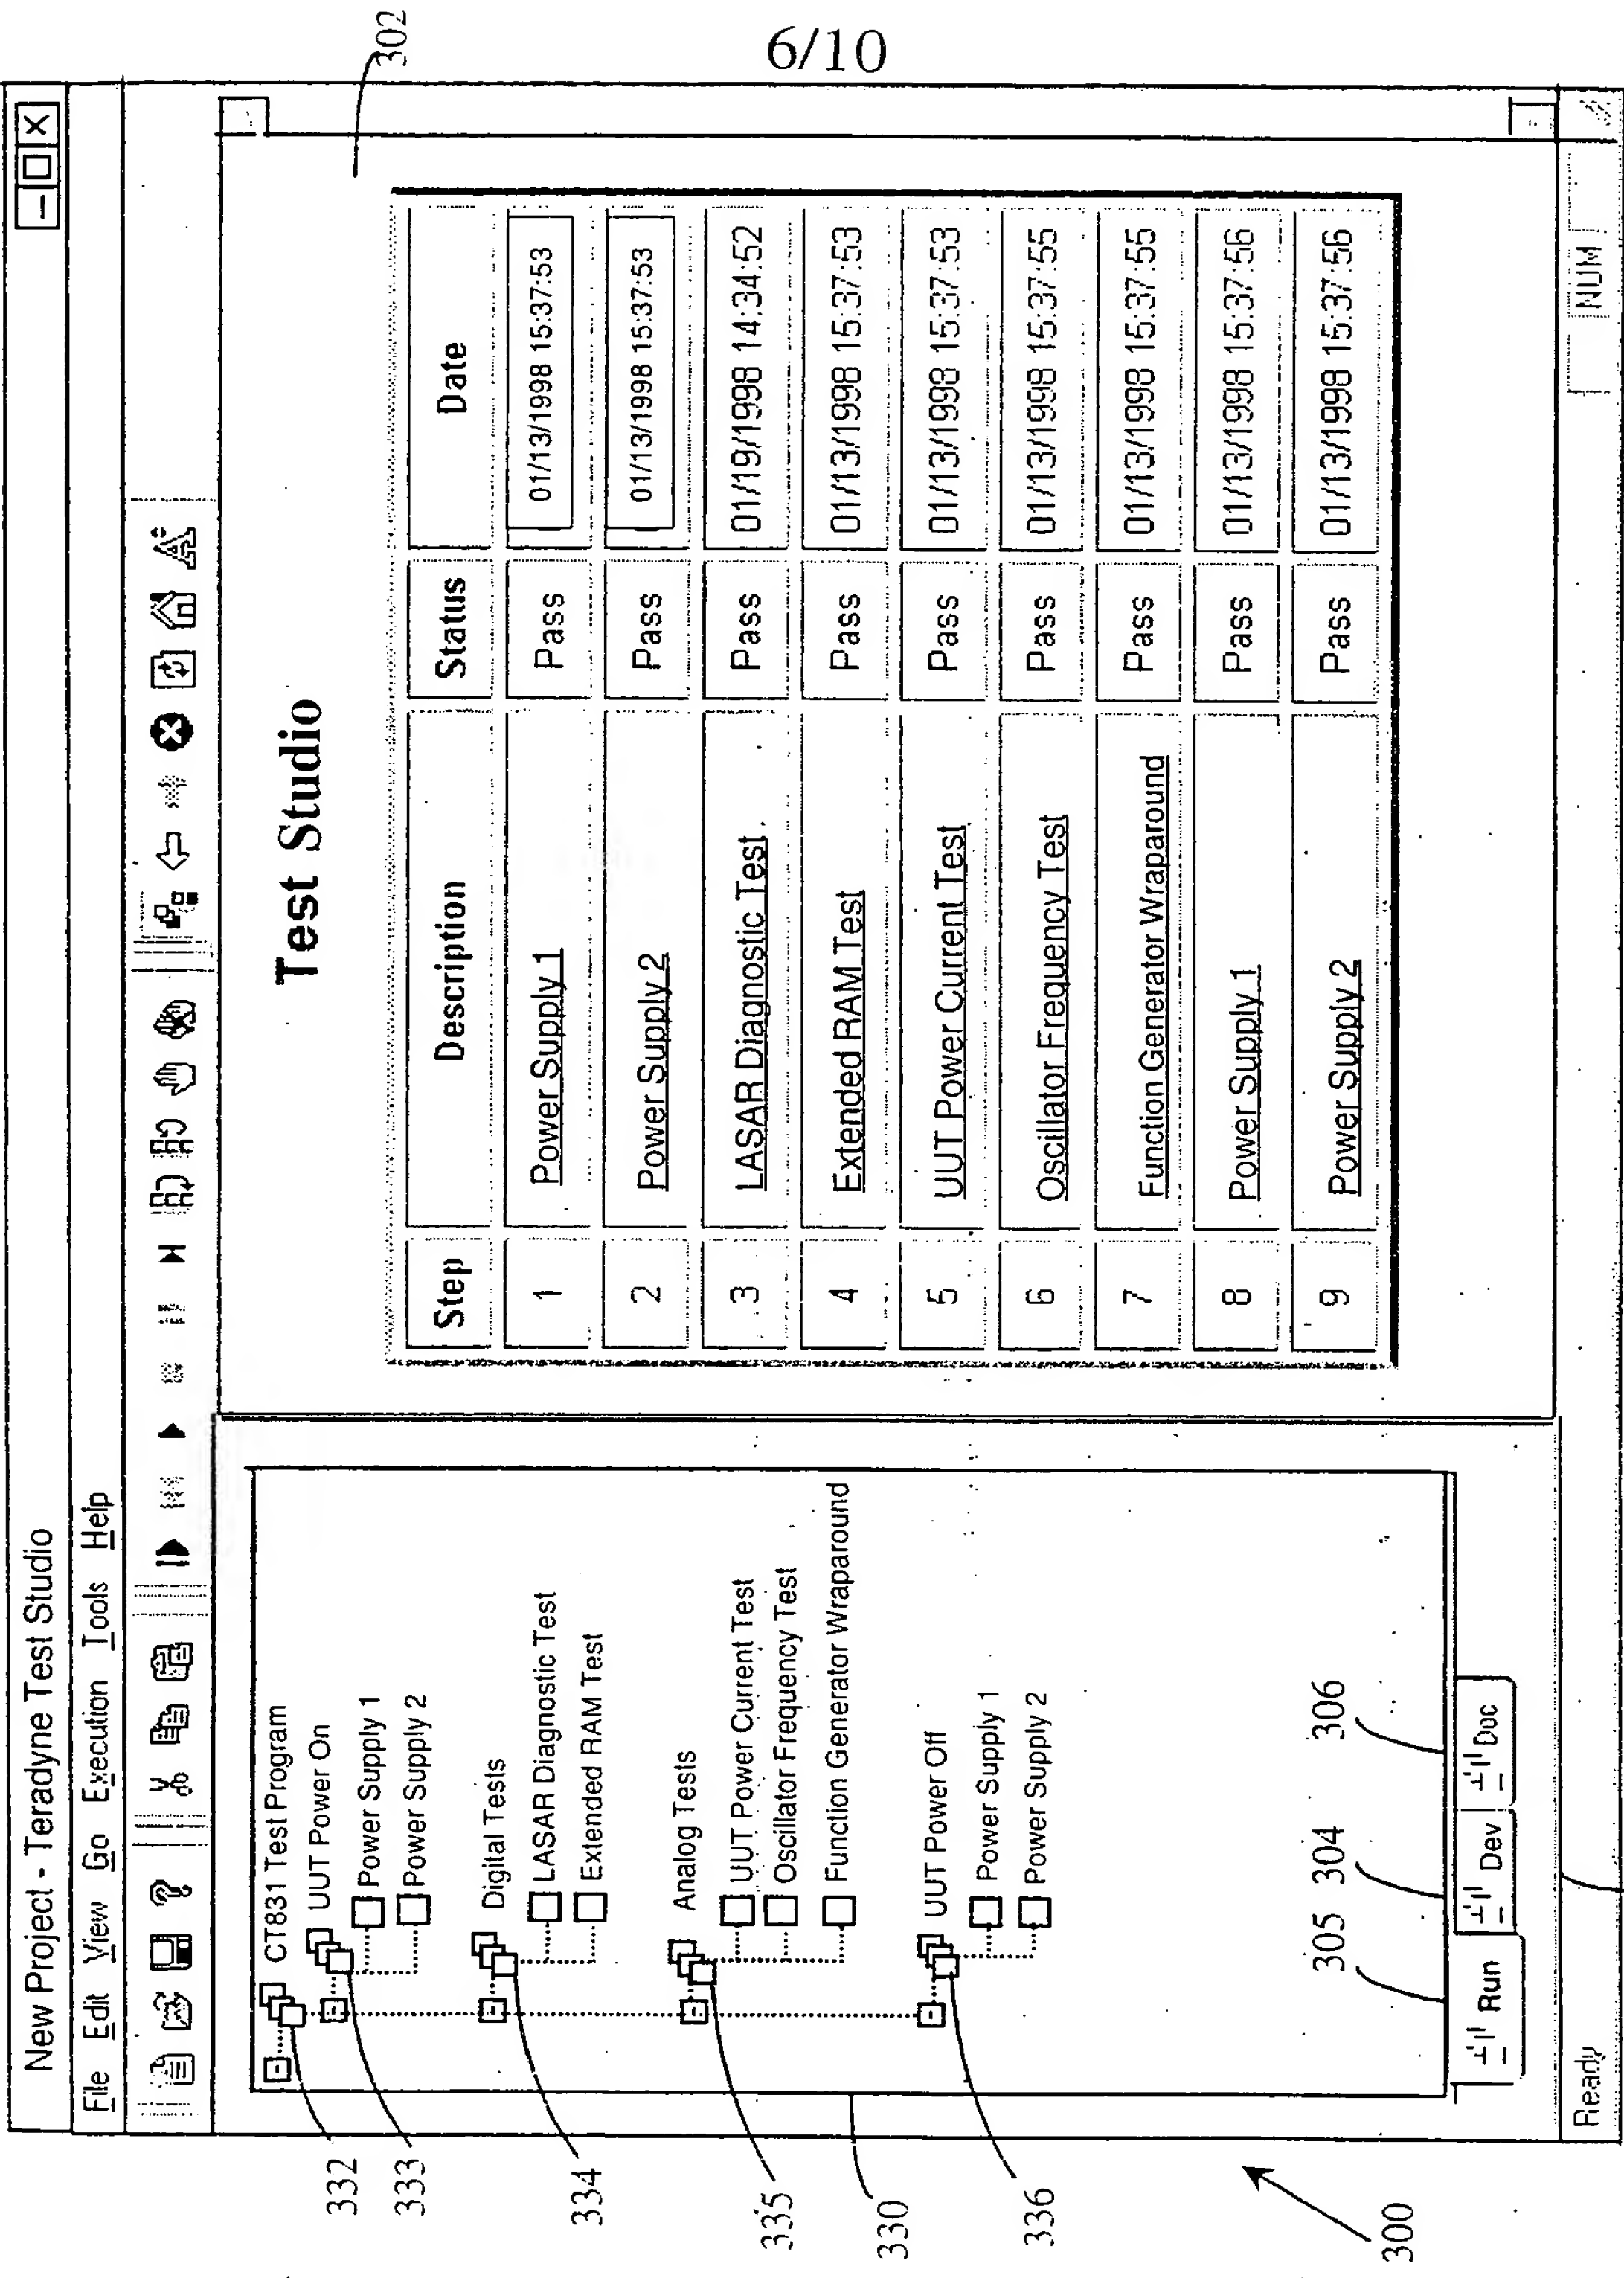 6/10
New Project - Teradyne Test Studio
File Edit View Go Execution Tools Help
CT831 Test Program
UUT Power On
Power Supply 1
Power Supply 2
Digital Tests
LASAR Diagnostic Test
Extended RAM Test
Analog Tests
UUT Power Current Test
Oscillator Frequency Test
Function Generator Wraparound
UUT Power Off
Power Supply 1
Power Supply 2
Run Dev Doc
Ready
NUM
Test Studio
Step Description Status Date
1 Power Supply 1 Pass 01/13/1998 15:37:53
2 Power Supply 2 Pass 01/13/1998 15:37:53
3 LASAR Diagnostic Test Pass 01/19/1998 14:34:52
4 Extended RAM Test Pass 01/13/1998 15:37:53
5 UUT Power Current Test Pass 01/13/1998 15:37:53
6 Oscillator Frequency Test Pass 01/13/1998 15:37:55
7 Function Generator Wraparound Pass 01/13/1998 15:37:55
8 Power Supply 1 Pass 01/13/1998 15:37:56
9 Power Supply 2 Pass 01/13/1998 15:37:56
302
332
333
334
335
330
336
300
305
304
306